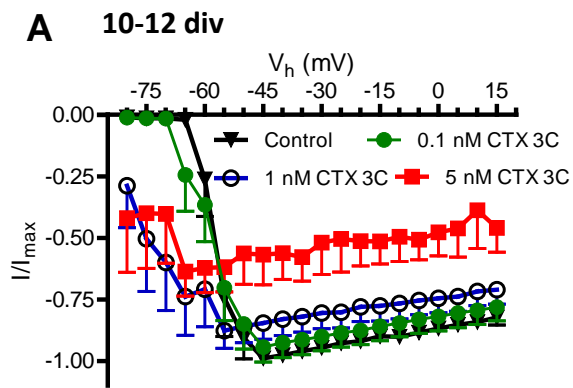 A 10-12 div
V_h (mV)
-75 -60 -45 -30 -15 0 15
0.00
Control 0.1 nM CTX 3C
1 nM CTX 3C 5 nM CTX 3C
-0.25
-0.50
-0.75
-1.00
I/I_max